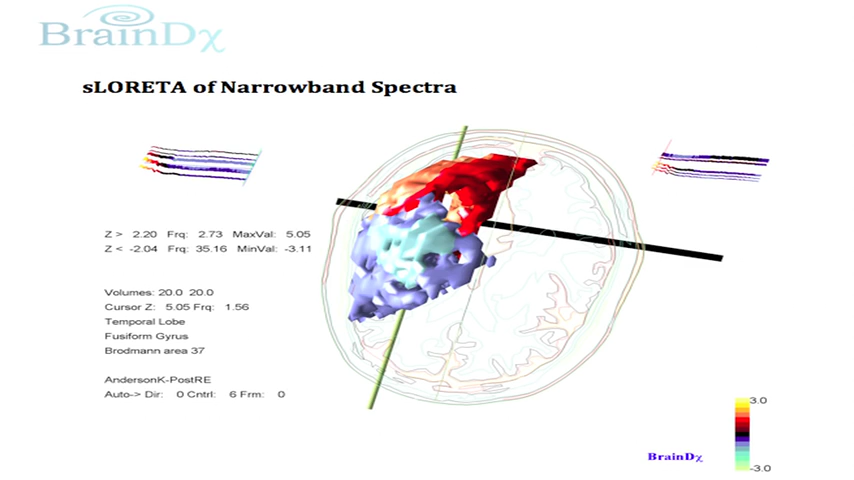 BrainDχ
sLORETA of Narrowband Spectra
Z > 2.20 Frq: 2.73 MaxVal: 5.05
Z < -2.04 Frq: 35.16 MinVal: -3.11
Volumes: 20.0 20.0
Cursor Z: 5.05 Frq: 1.56
Temporal Lobe
Fusiform Gyrus
Brodmann area 37
AndersonK-PostRE
Auto-> Dir: 0 Cntrl: 6 Frm: 0
3.0
BrainDχ
-3.0